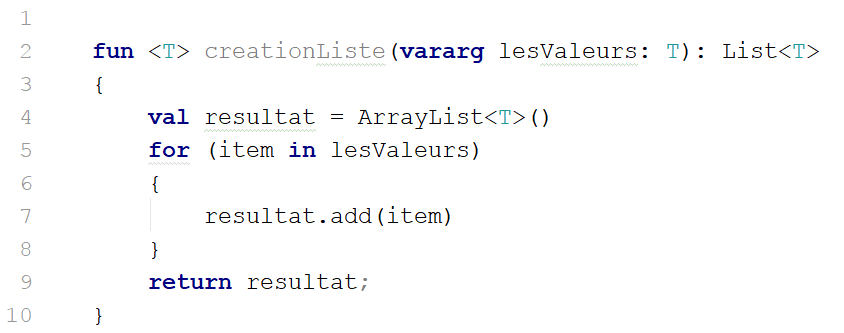 1
2 fun <T> creationListe(vararg lesValeurs: T): List<T>
3 {
4 val resultat = ArrayList<T>()
5 for (item in lesValeurs)
6 {
7 resultat.add(item)
8 }
9 return resultat;
10 }